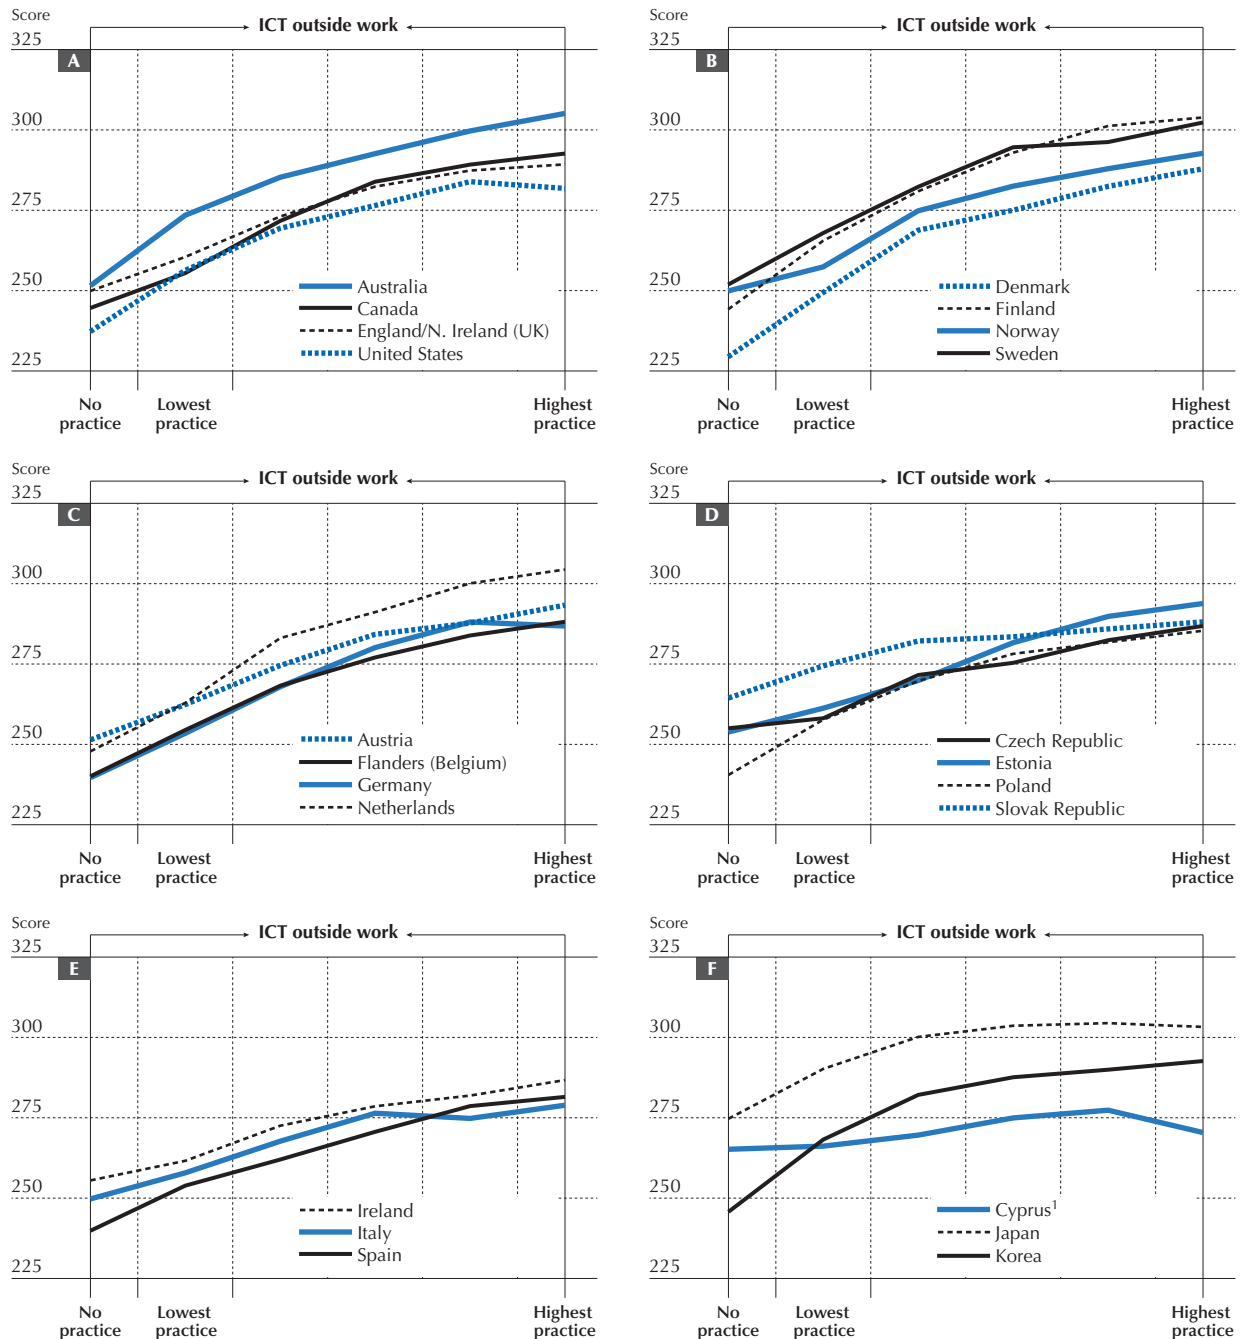 Score
ICT outside work
325
A
300
275
250
225
Australia
Canada
England/N. Ireland (UK)
United States
No
practice
Lowest
practice
Highest
practice
Score
ICT outside work
325
B
300
275
250
225
Denmark
Finland
Norway
Sweden
No
practice
Lowest
practice
Highest
practice
Score
ICT outside work
325
C
300
275
250
225
Austria
Flanders (Belgium)
Germany
Netherlands
No
practice
Lowest
practice
Highest
practice
Score
ICT outside work
325
D
300
275
250
225
Czech Republic
Estonia
Poland
Slovak Republic
No
practice
Lowest
practice
Highest
practice
Score
ICT outside work
325
E
300
275
250
225
Ireland
Italy
Spain
No
practice
Lowest
practice
Highest
practice
Score
ICT outside work
325
F
300
275
250
225
Cyprus¹
Japan
Korea
No
practice
Lowest
practice
Highest
practice